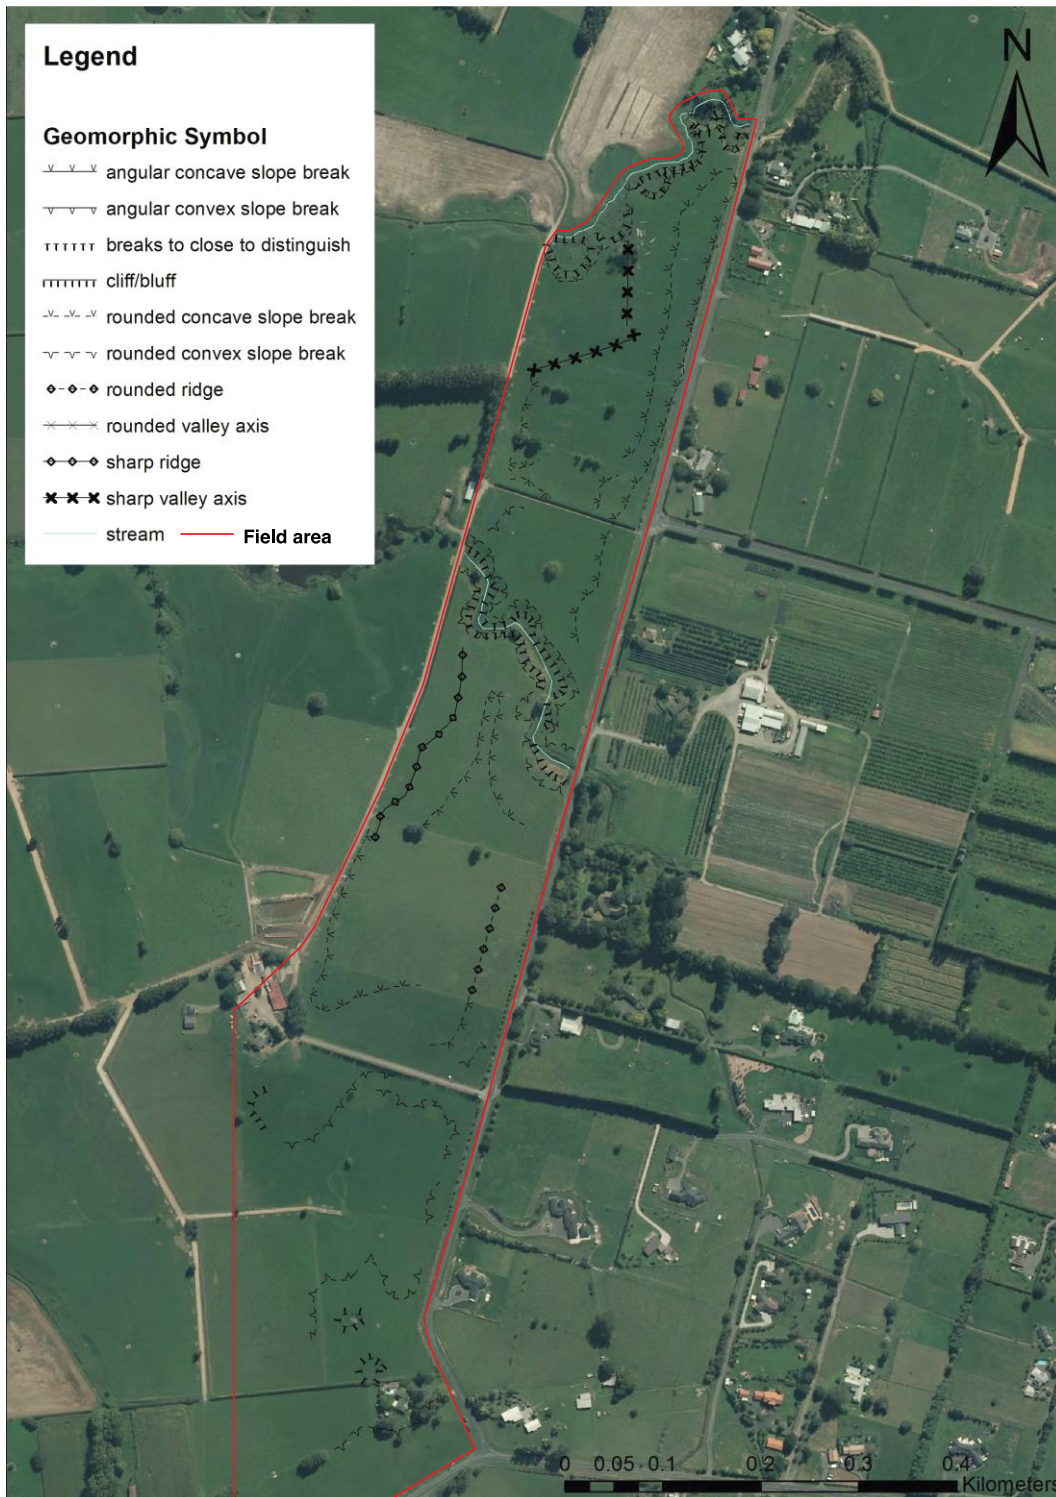 Legend
Geomorphic Symbol
angular concave slope break
angular convex slope break
breaks to close to distinguish
cliff/bluff
rounded concave slope break
rounded convex slope break
rounded ridge
rounded valley axis
sharp ridge
sharp valley axis
stream Field area
N
0 0.05 0.1 0.2 0.3 0.4
Kilometers